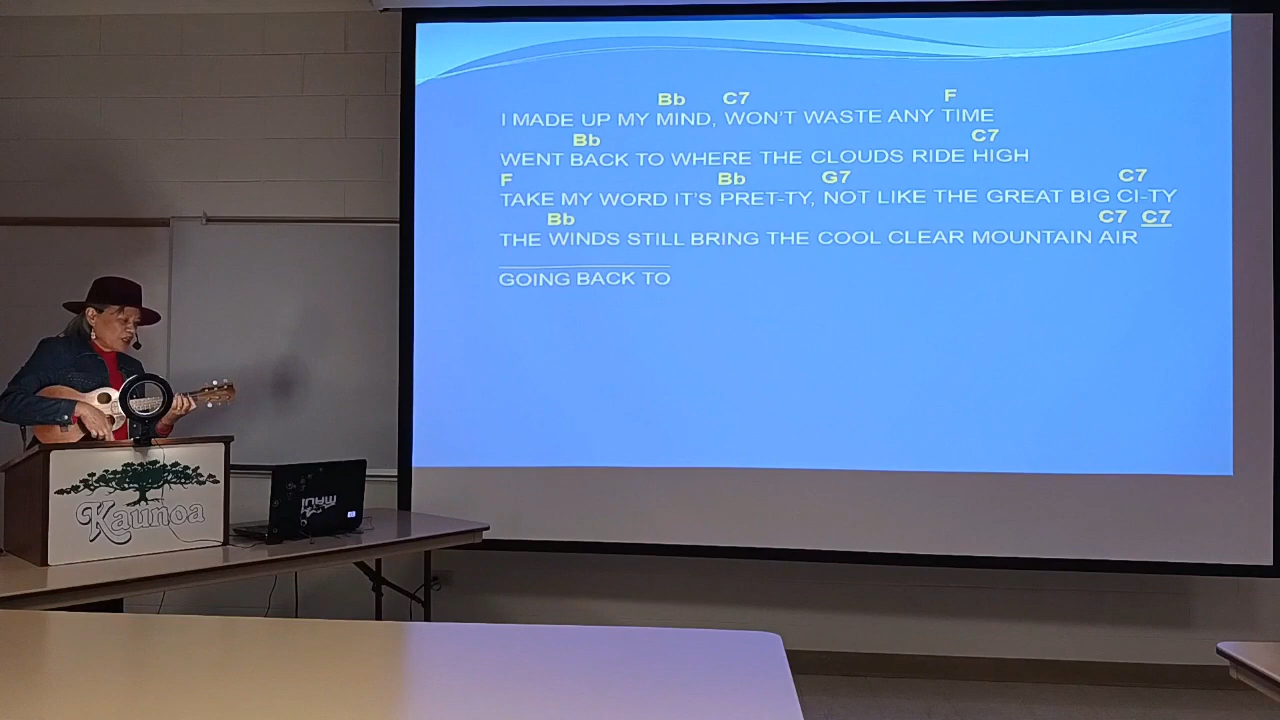 Bb C7 F
I MADE UP MY MIND, WON'T WASTE ANY TIME
Bb C7
WENT BACK TO WHERE THE CLOUDS RIDE HIGH
F Bb G7 C7
TAKE MY WORD IT'S PRET-TY, NOT LIKE THE GREAT BIG CI-TY
Bb C7 C7
THE WINDS STILL BRING THE COOL CLEAR MOUNTAIN AIR
GOING BACK TO
Kaunoa
MAUI